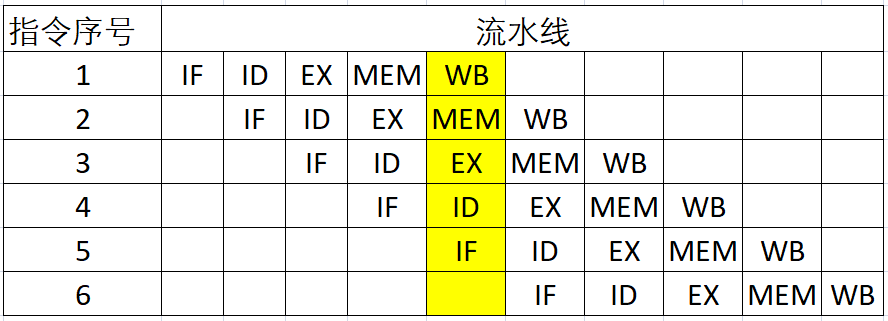 指令序号 流水线
1 IF ID EX MEM WB
2 IF ID EX MEM WB
3 IF ID EX MEM WB
4 IF ID EX MEM WB
5 IF ID EX MEM WB
6 IF ID EX MEM WB